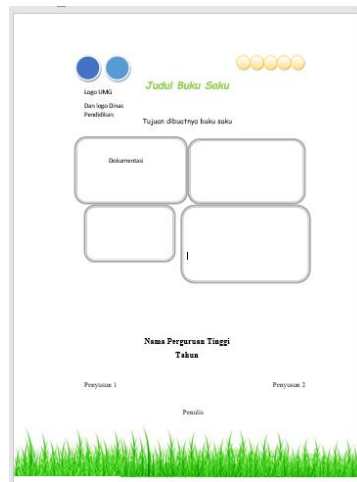 Judul Buku Saku
Logo UMG
Dan logo Dinas
Pendidikan
Tujuan dibuatnya buku saku
Dokumentasi
Nama Perguruan Tinggi
Tahun
Penyusun 1
Penyusun 2
Penulis